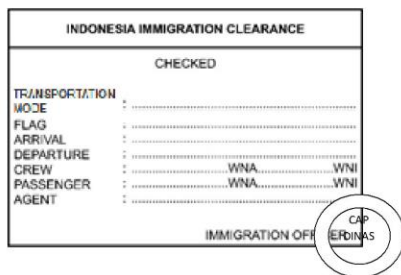 INDONESIA IMMIGRATION CLEARANCE
CHECKED
TRANSPORTATION
MODE : ....................................................
FLAG : ....................................................
ARRIVAL : ....................................................
DEPARTURE : ....................................................
CREW : ......................WNA.................WNI
PASSENGER : ......................WNA.................WNI
AGENT : ....................................................
IMMIGRATION OFFICER
CAP
DINAS